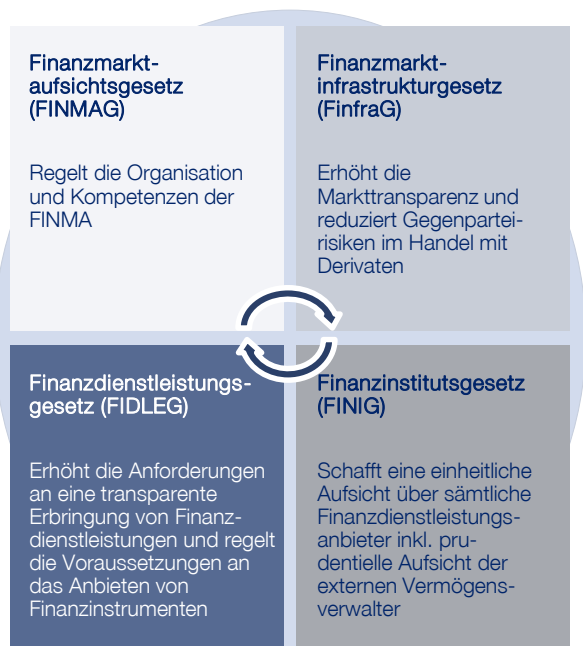 Finanzmarkt-
aufsichtsgesetz
(FINMAG)
Regelt die Organisation
und Kompetenzen der
FINMA
Finanzmarkt-
infrastrukturgesetz
(FinfraG)
Erhöht die
Markttransparenz und
reduziert Gegenpartei-
risiken im Handel mit
Derivaten
Finanzdienstleistungs-
gesetz (FIDLEG)
Erhöht die Anforderungen
an eine transparente
Erbringung von Finanz-
dienstleistungen und regelt
die Voraussetzungen an
das Anbieten von
Finanzinstrumenten
Finanzinstitutsgesetz
(FINIG)
Schafft eine einheitliche
Aufsicht über sämtliche
Finanzdienstleistungs-
anbieter inkl. pru-
dentielle Aufsicht der
externen Vermögens-
verwalter